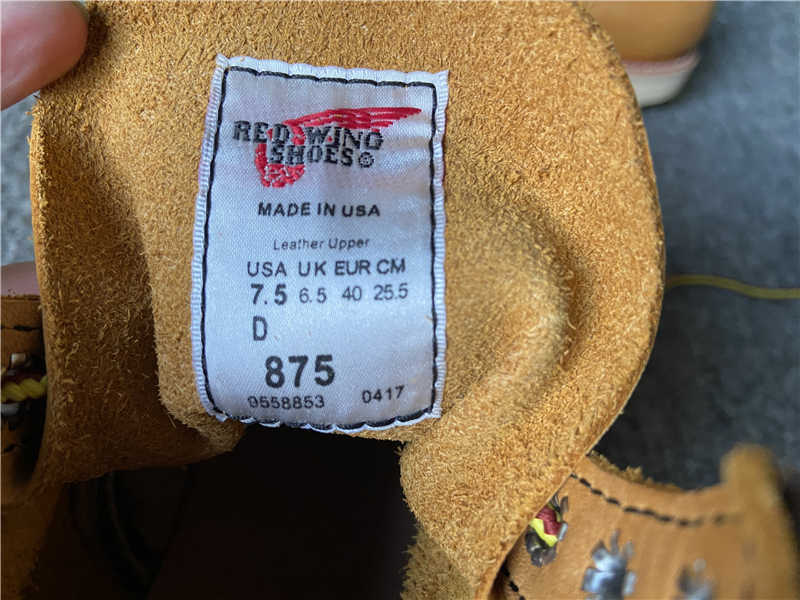 RED WING
SHOES®
MADE IN USA
Leather Upper
USA UK EUR CM
7.5 6.5 40 25.5
D
875
9558853 0417